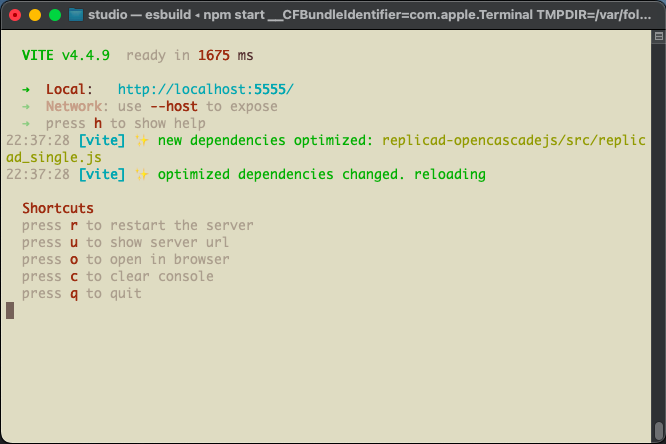 studio — esbuild ◂ npm start __CFBundleIdentifier=com.apple.Terminal TMPDIR=/var/fol...
VITE v4.4.9  ready in 1675 ms
➜  Local:   http://localhost:5555/
➜  Network: use --host to expose
➜  press h to show help
22:37:28 [vite] ✨ new dependencies optimized: replicad-opencascadejs/src/replic
ad_single.js
22:37:28 [vite] ✨ optimized dependencies changed. reloading
Shortcuts
press r to restart the server
press u to show server url
press o to open in browser
press c to clear console
press q to quit